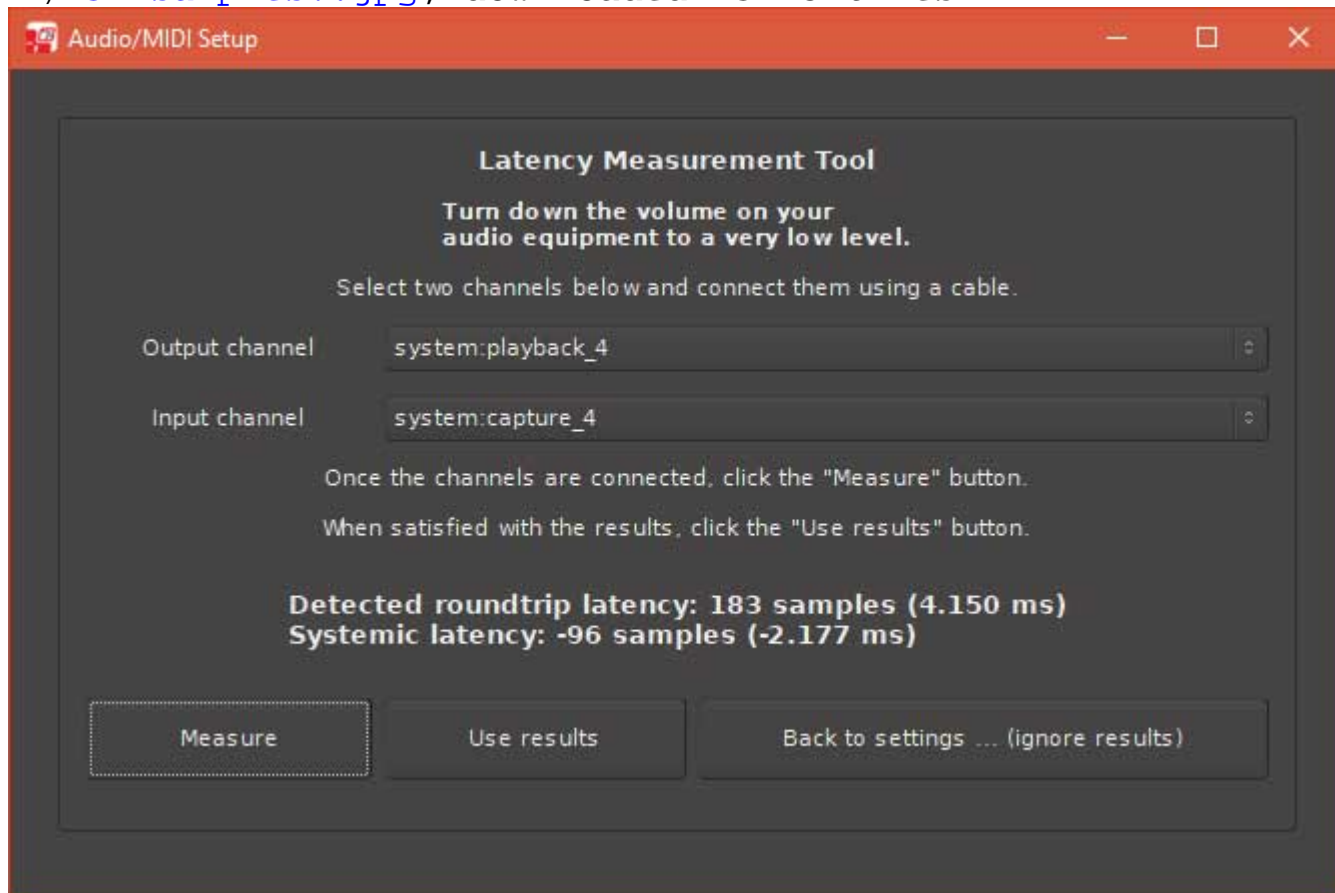 Audio/MIDI Setup
Latency Measurement Tool
Turn down the volume on your
audio equipment to a very low level.
Select two channels below and connect them using a cable.
Output channel system:playback_4
Input channel system:capture_4
Once the channels are connected, click the "Measure" button.
When satisfied with the results, click the "Use results" button.
Detected roundtrip latency: 183 samples (4.150 ms)
Systemic latency: -96 samples (-2.177 ms)
Measure Use results Back to settings ... (ignore results)